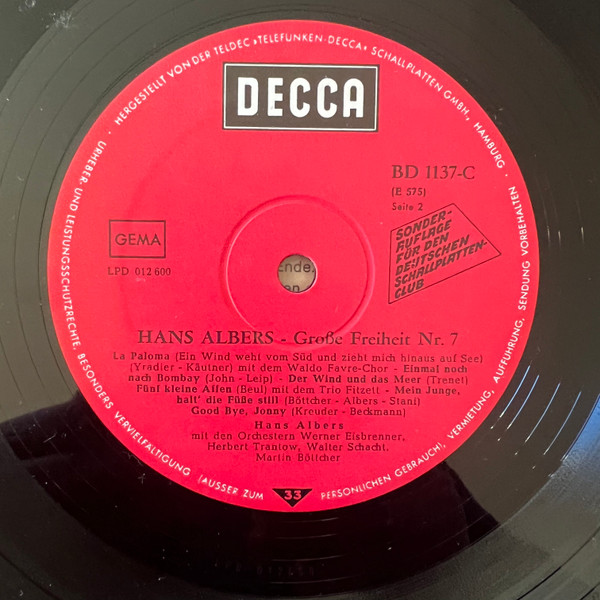 · HERGESTELLT VON DER TELDEC »TELEFUNKEN-DECCA« SCHALLPLATTEN GMBH., HAMBURG ·
URHEBER- UND LEISTUNGSSCHUTZRECHTE, BESONDERS VERVIELFÄLTIGUNG (AUSSER ZUM PERSÖNLICHEN GEBRAUCH), VERMIETUNG, AUFFÜHRUNG, SENDUNG VORBEHALTEN
DECCA
BD 1137-C
(E 575)
Seite 2
SONDER-
AUFLAGE
FÜR DEN
DEUTSCHEN
SCHALLPLATTEN-
CLUB
GEMA
LPD 012 600
HANS ALBERS - Große Freiheit Nr. 7
La Paloma (Ein Wind weht vom Süd und zieht mich hinaus auf See)
(Yradier - Käutner) mit dem Waldo Favre-Chor - Einmal noch
nach Bombay (John - Leip) - Der Wind und das Meer (Trenet)
Fünf kleine Affen (Beul) mit dem Trio Fitzett - Mein Junge,
halt' die Füße still (Böttcher - Albers - Stani)
Good Bye, Jonny (Kreuder - Beckmann)
Hans Albers
mit den Orchestern Werner Eisbrenner,
Herbert Trantow, Walter Schacht,
Martin Böttcher
33